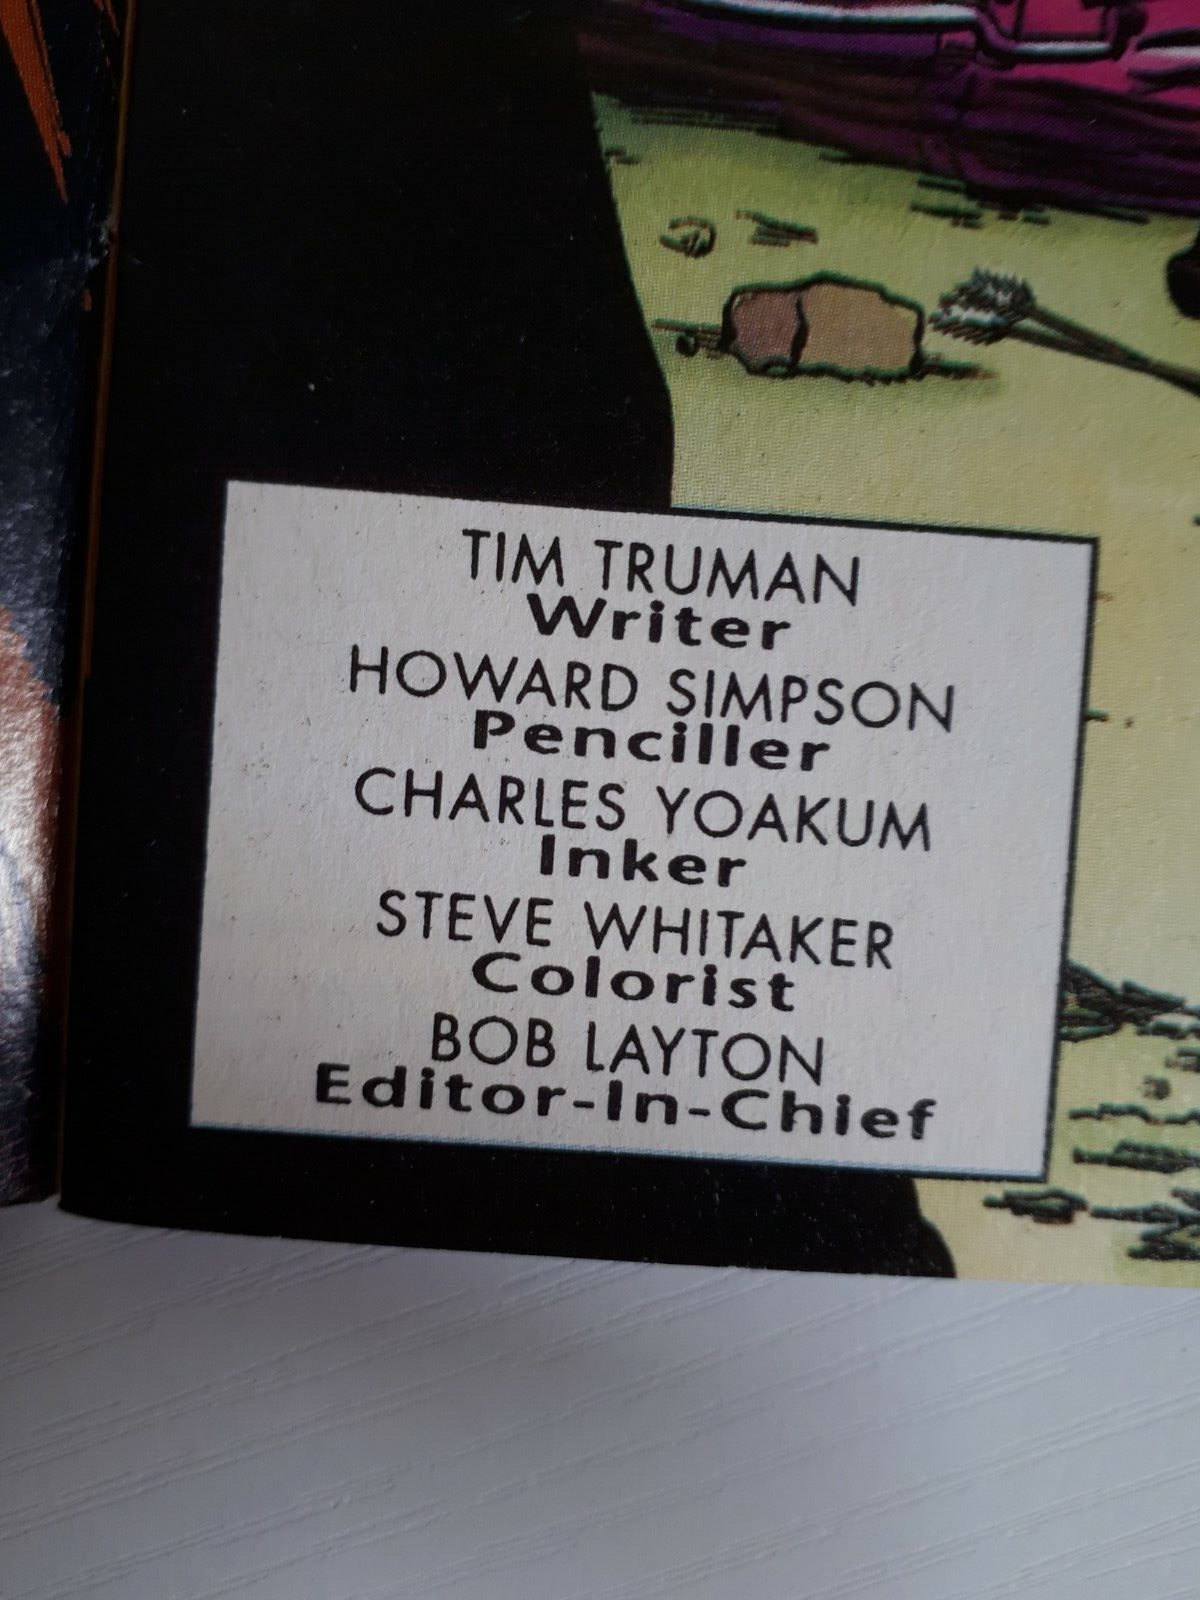 TIM TRUMAN
Writer
HOWARD SIMPSON
Penciller
CHARLES YOAKUM
Inker
STEVE WHITAKER
Colorist
BOB LAYTON
Editor-In-Chief